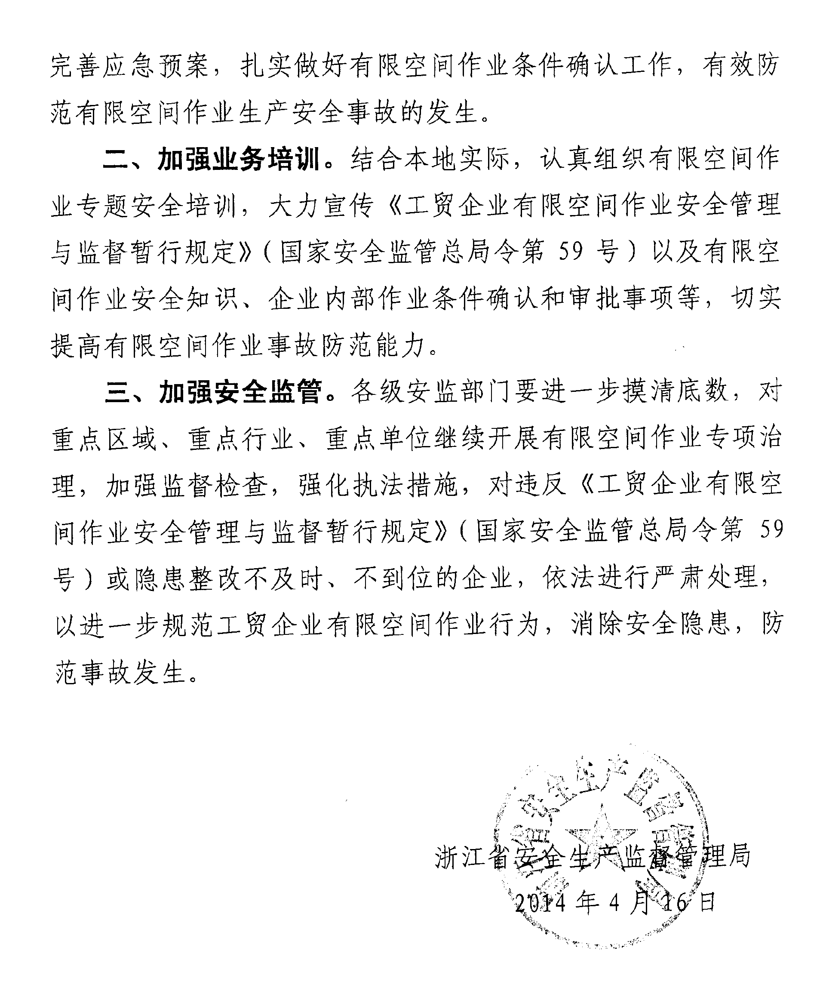 完善应急预案，扎实做好有限空间作业条件确认工作，有效防
范有限空间作业生产安全事故的发生。
二、加强业务培训。结合本地实际，认真组织有限空间作
业专题安全培训，大力宣传《工贸企业有限空间作业安全管理
与监督暂行规定》（国家安全监管总局令第 59 号）以及有限空
间作业安全知识、企业内部作业条件确认和审批事项等，切实
提高有限空间作业事故防范能力。
三、加强安全监管。各级安监部门要进一步摸清底数，对
重点区域、重点行业、重点单位继续开展有限空间作业专项治
理，加强监督检查，强化执法措施，对违反《工贸企业有限空
间作业安全管理与监督暂行规定》（国家安全监管总局令第 59
号）或隐患整改不及时、不到位的企业，依法进行严肃处理，
以进一步规范工贸企业有限空间作业行为，消除安全隐患，防
范事故发生。
浙江省安全生产监督管理局
浙江省安全生产监督管理局
2014 年 4 月 16 日